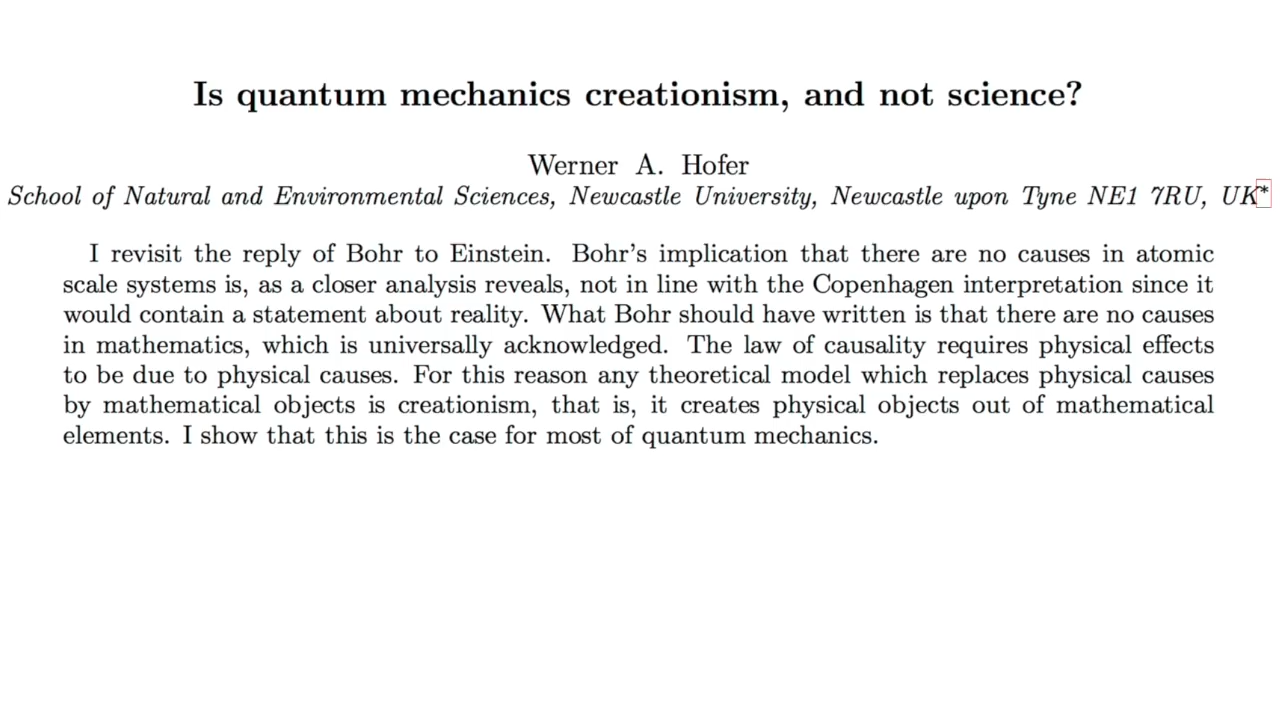 Is quantum mechanics creationism, and not science?
Werner A. Hofer
School of Natural and Environmental Sciences, Newcastle University, Newcastle upon Tyne NE1 7RU, UK*
I revisit the reply of Bohr to Einstein. Bohr's implication that there are no causes in atomic
scale systems is, as a closer analysis reveals, not in line with the Copenhagen interpretation since it
would contain a statement about reality. What Bohr should have written is that there are no causes
in mathematics, which is universally acknowledged. The law of causality requires physical effects
to be due to physical causes. For this reason any theoretical model which replaces physical causes
by mathematical objects is creationism, that is, it creates physical objects out of mathematical
elements. I show that this is the case for most of quantum mechanics.